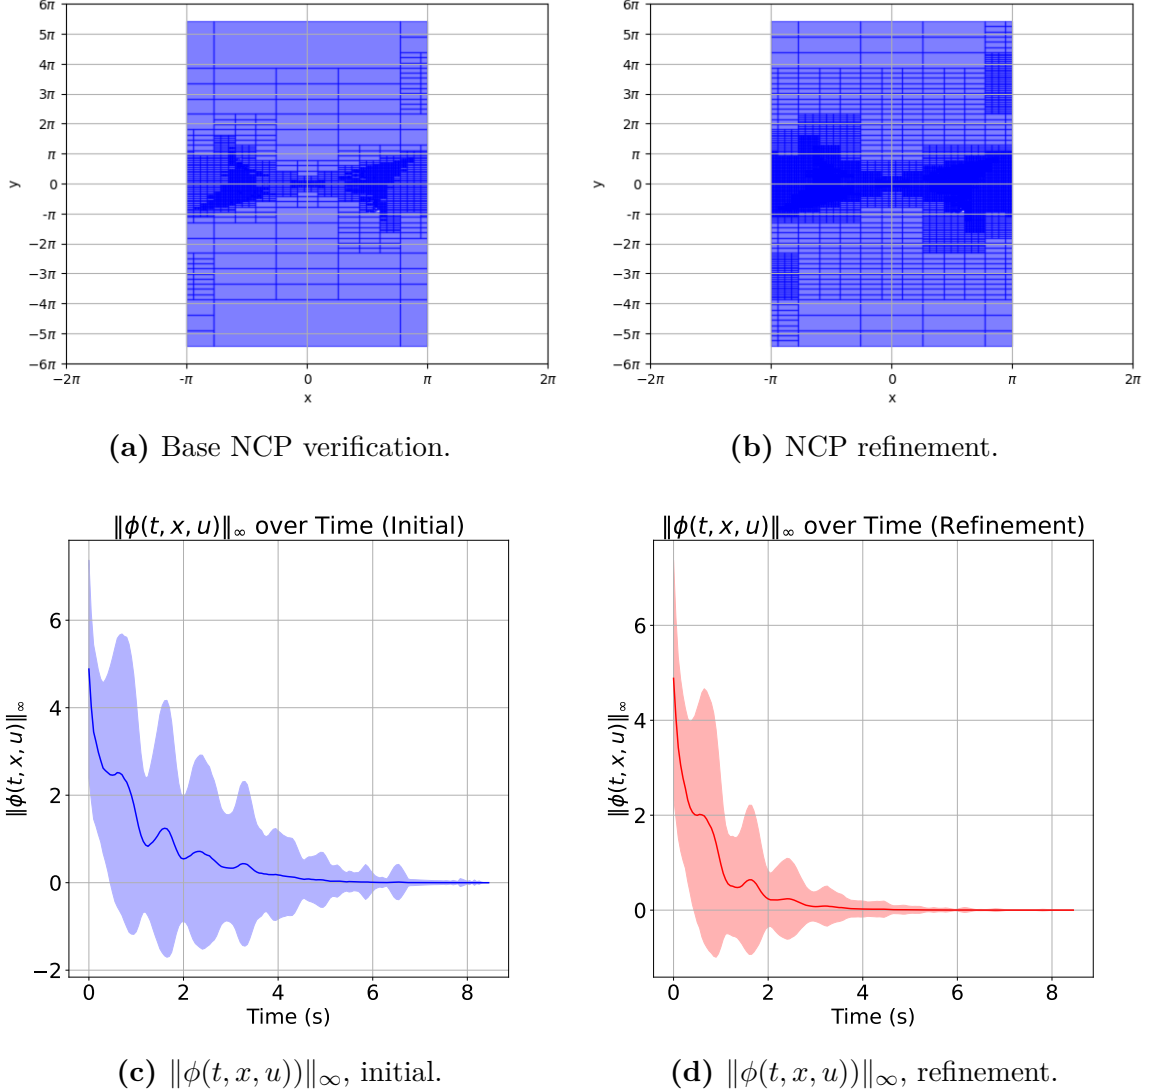 6π
5π
4π
3π
2π
π
0
-π
-2π
-3π
-4π
-5π
-6π
y
-2π
-π
0
π
2π
x
6π
5π
4π
3π
2π
π
0
-π
-2π
-3π
-4π
-5π
-6π
y
-2π
-π
0
π
2π
x
(a) Base NCP verification.
(b) NCP refinement.
‖ϕ(t, x, u)‖∞ over Time (Initial)
6
4
2
0
−2
‖ϕ(t, x, u)‖∞
0
2
4
6
8
Time (s)
‖ϕ(t, x, u)‖∞ over Time (Refinement)
6
4
2
0
‖ϕ(t, x, u)‖∞
0
2
4
6
8
Time (s)
(c) ‖ϕ(t, x, u))‖∞, initial.
(d) ‖ϕ(t, x, u))‖∞, refinement.